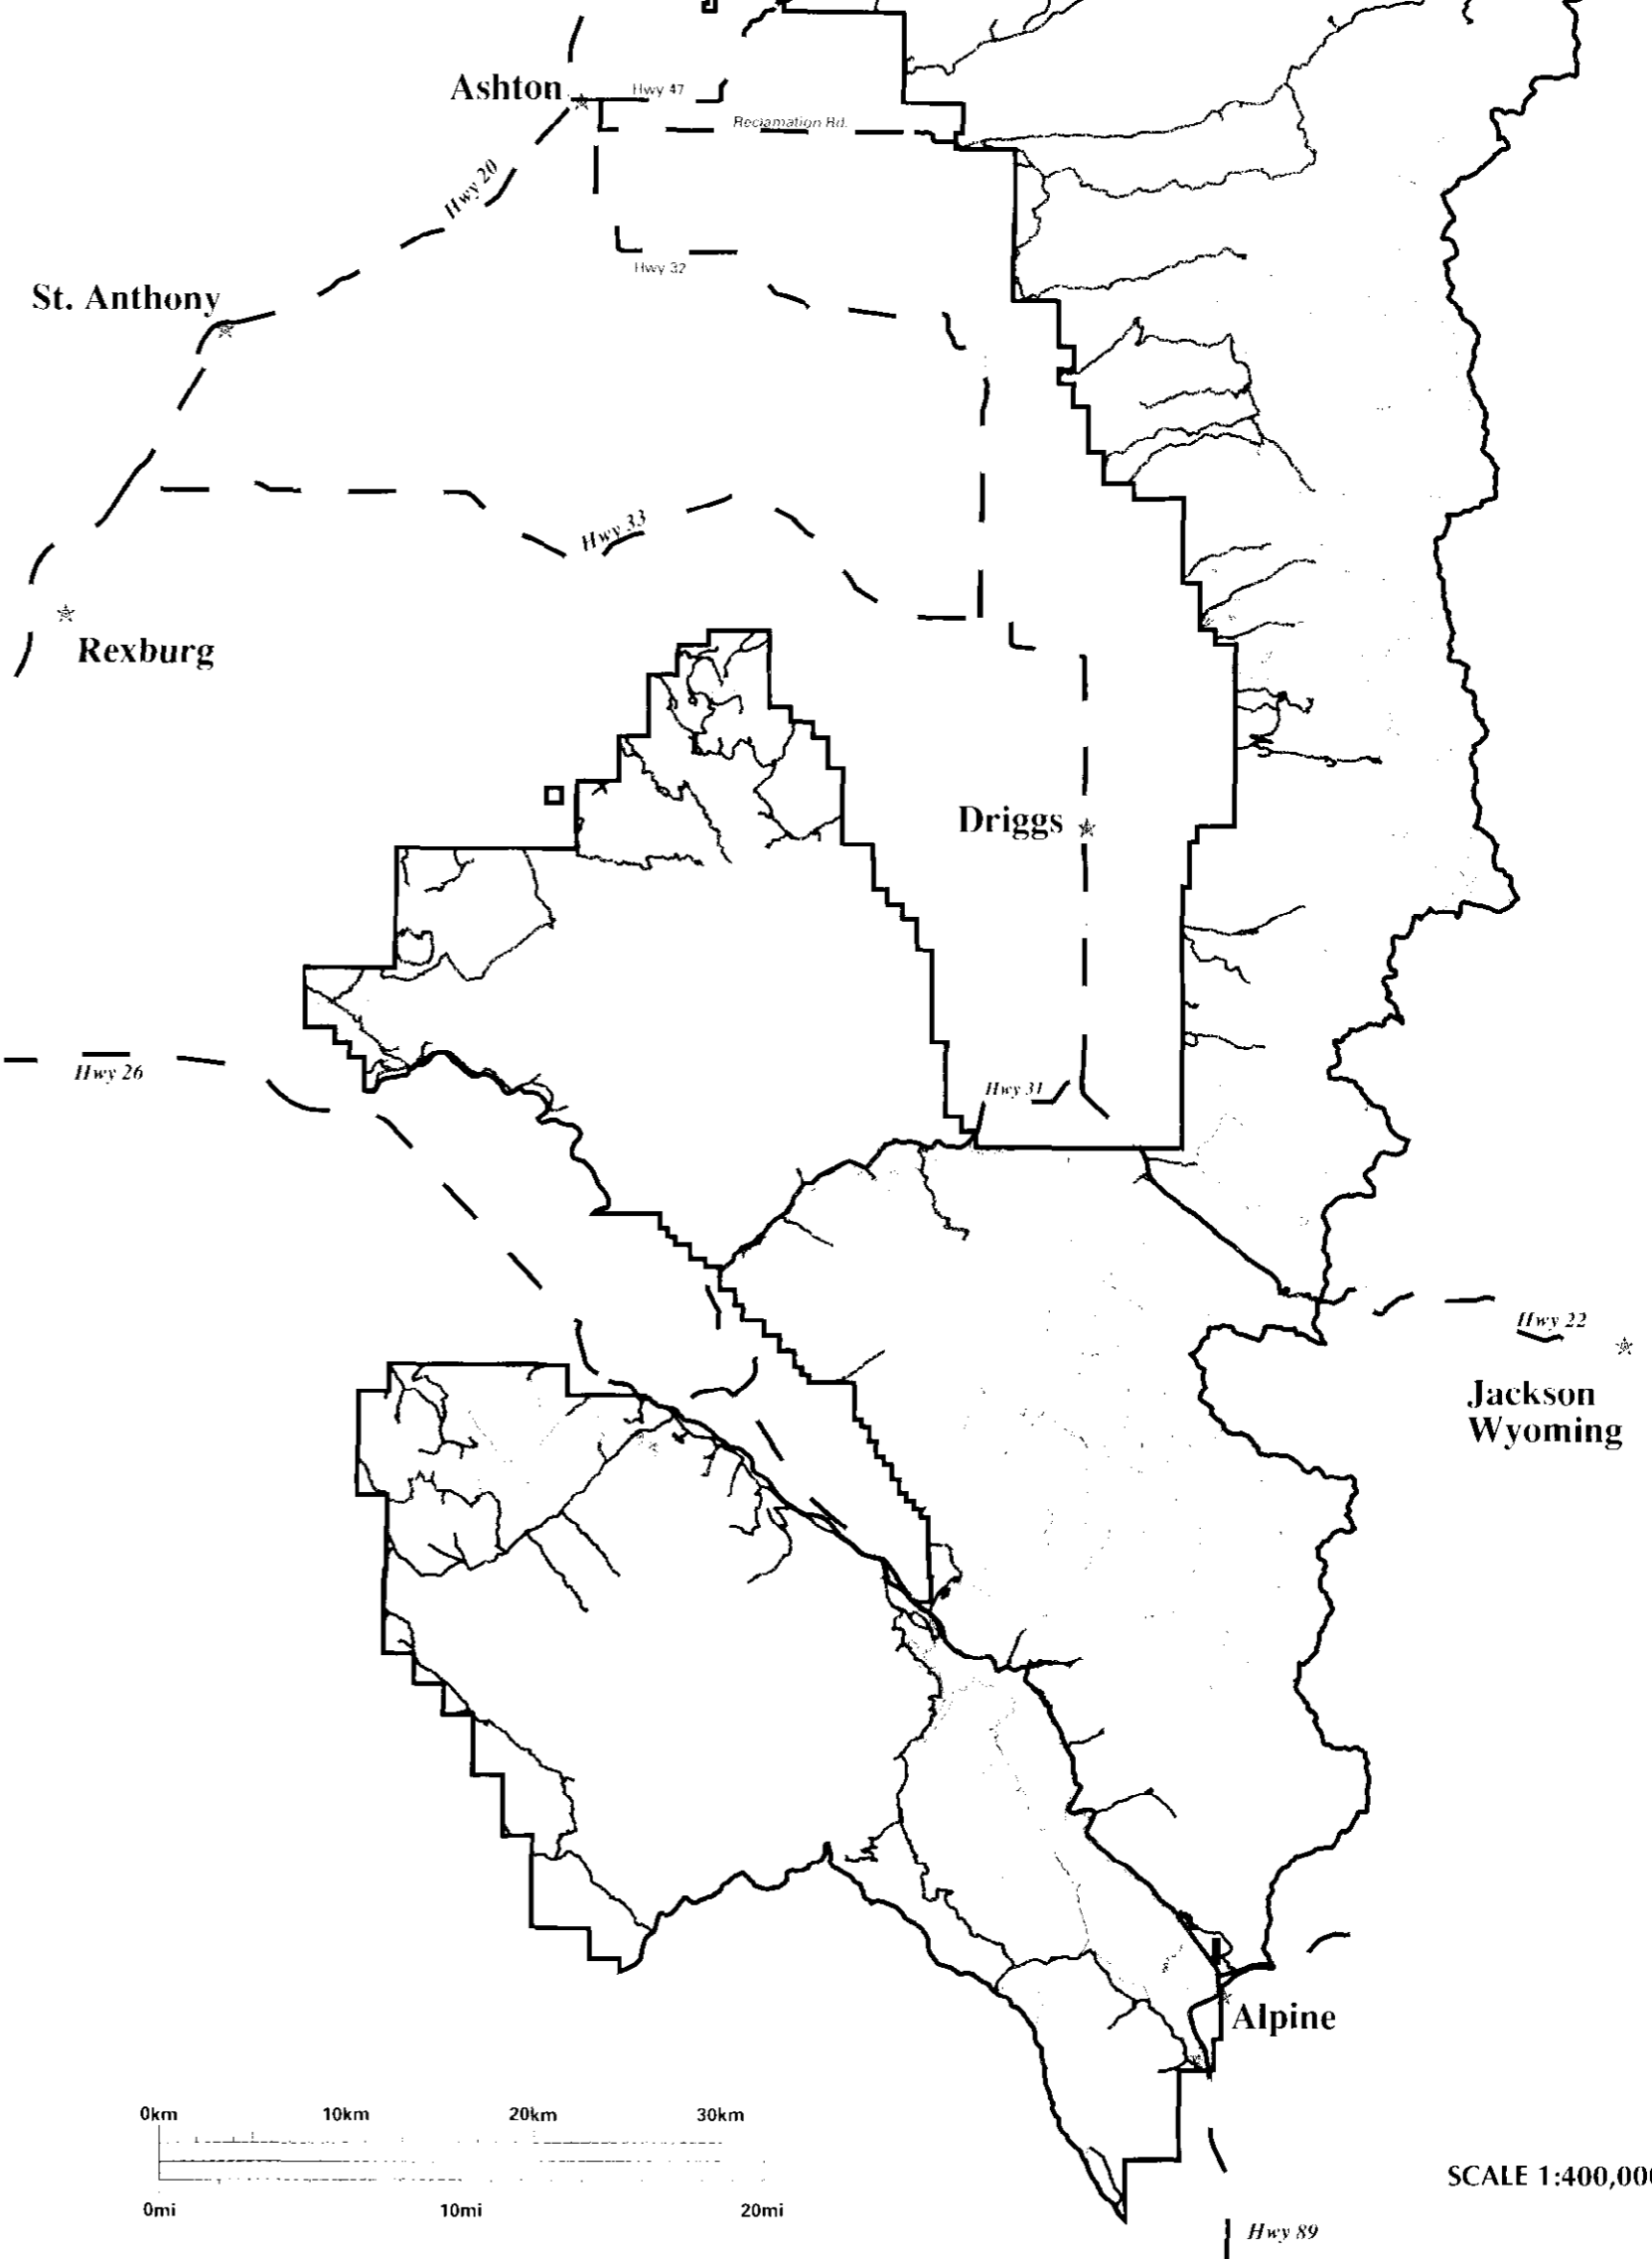 Ashton
Hwy 47
Reclamation Rd.
Hwy 20
Hwy 32
St. Anthony
Hwy 33
Rexburg
Driggs
Hwy 26
Hwy 31
Hwy 22
Jackson
Wyoming
Alpine
0km 10km 20km 30km
0mi 10mi 20mi
SCALE 1:400,000
Hwy 89